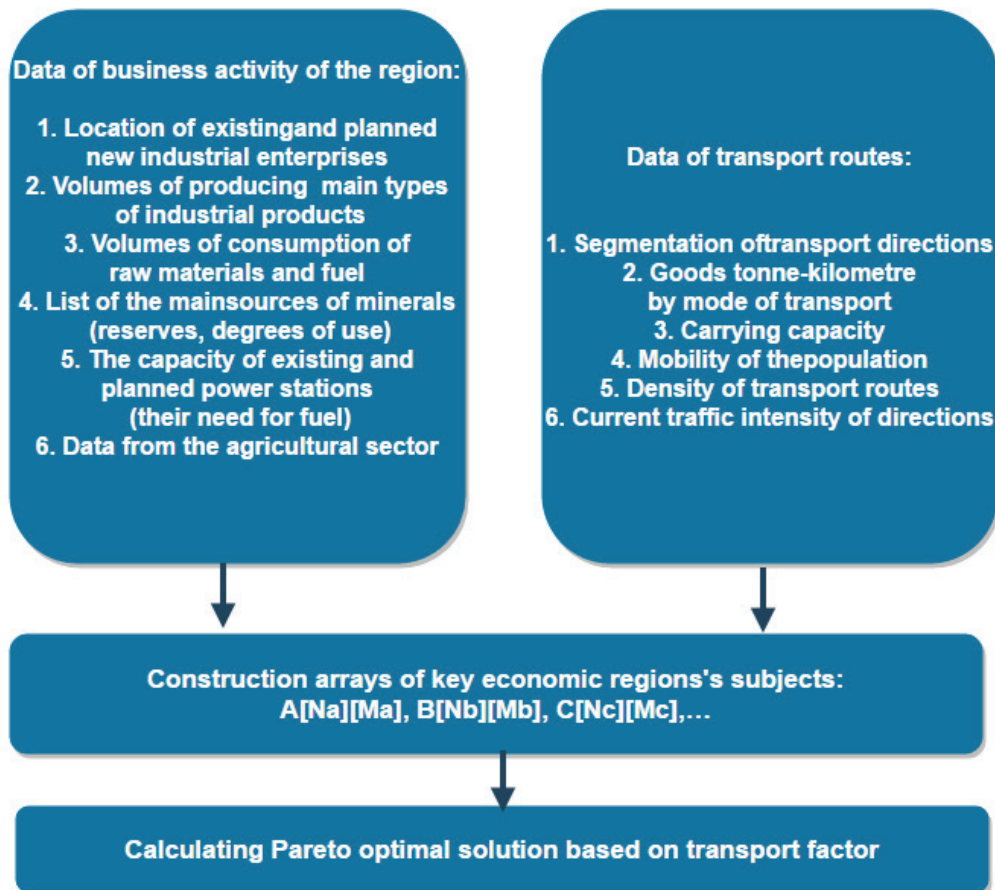 Data of business activity of the region:
1. Location of existingand planned
new industrial enterprises
2. Volumes of producing main types
of industrial products
3. Volumes of consumption of
raw materials and fuel
4. List of the mainsources of minerals
(reserves, degrees of use)
5. The capacity of existing and
planned power stations
(their need for fuel)
6. Data from the agricultural sector
Data of transport routes:
1. Segmentation oftransport directions
2. Goods tonne-kilometre
by mode of transport
3. Carrying capacity
4. Mobility of thepopulation
5. Density of transport routes
6. Current traffic intensity of directions
Construction arrays of key economic regions's subjects:
A[Na][Ma], B[Nb][Mb], C[Nc][Mc],…
Calculating Pareto optimal solution based on transport factor